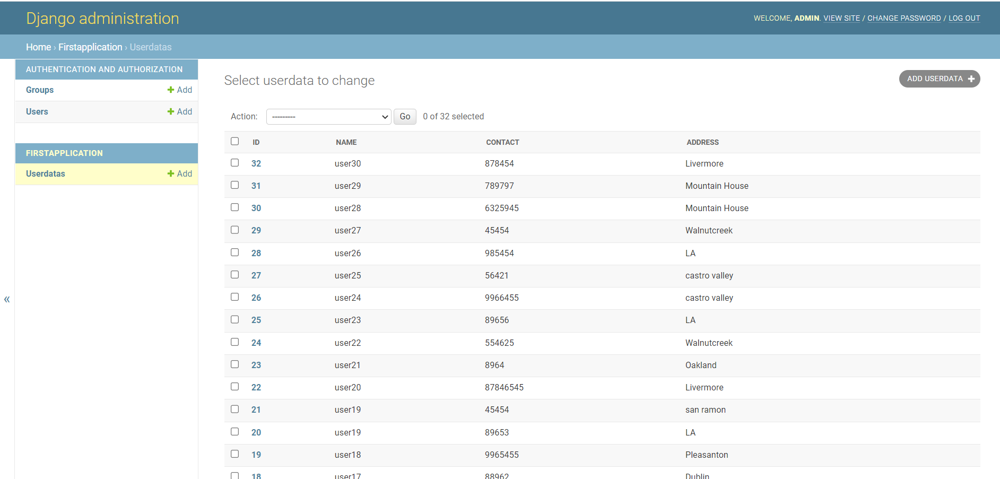 Django administration
WELCOME, ADMIN. VIEW SITE / CHANGE PASSWORD / LOG OUT
Home › Firstapplication › Userdatas
AUTHENTICATION AND AUTHORIZATION
Groups + Add
Users + Add
FIRSTAPPLICATION
Userdatas + Add
«
Select userdata to change
ADD USERDATA +
Action: --------- Go 0 of 32 selected
ID NAME CONTACT ADDRESS
32 user30 878454 Livermore
31 user29 789797 Mountain House
30 user28 6325945 Mountain House
29 user27 45454 Walnutcreek
28 user26 985454 LA
27 user25 56421 castro valley
26 user24 9966455 castro valley
25 user23 89656 LA
24 user22 554625 Walnutcreek
23 user21 8964 Oakland
22 user20 87846545 Livermore
21 user19 45454 san ramon
20 user19 89653 LA
19 user18 9965455 Pleasanton
18 user17 88962 Dublin